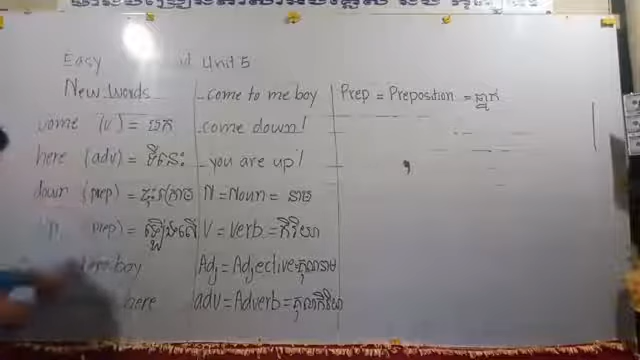 Easy Unit 5
New Words
come (v) = មក
here (adv) = ទីនេះ
down (prep) = ចុះក្រោម
up (prep) = ឡើងលើ
here boy
here
come to me boy
come down!
you are up!
N = Noun = នាម
V = verb = កិរិយា
Adj = Adjective = គុណនាម
adv = Adverb = គុណកិរិយា
Prep = Preposition = ធ្នាក់